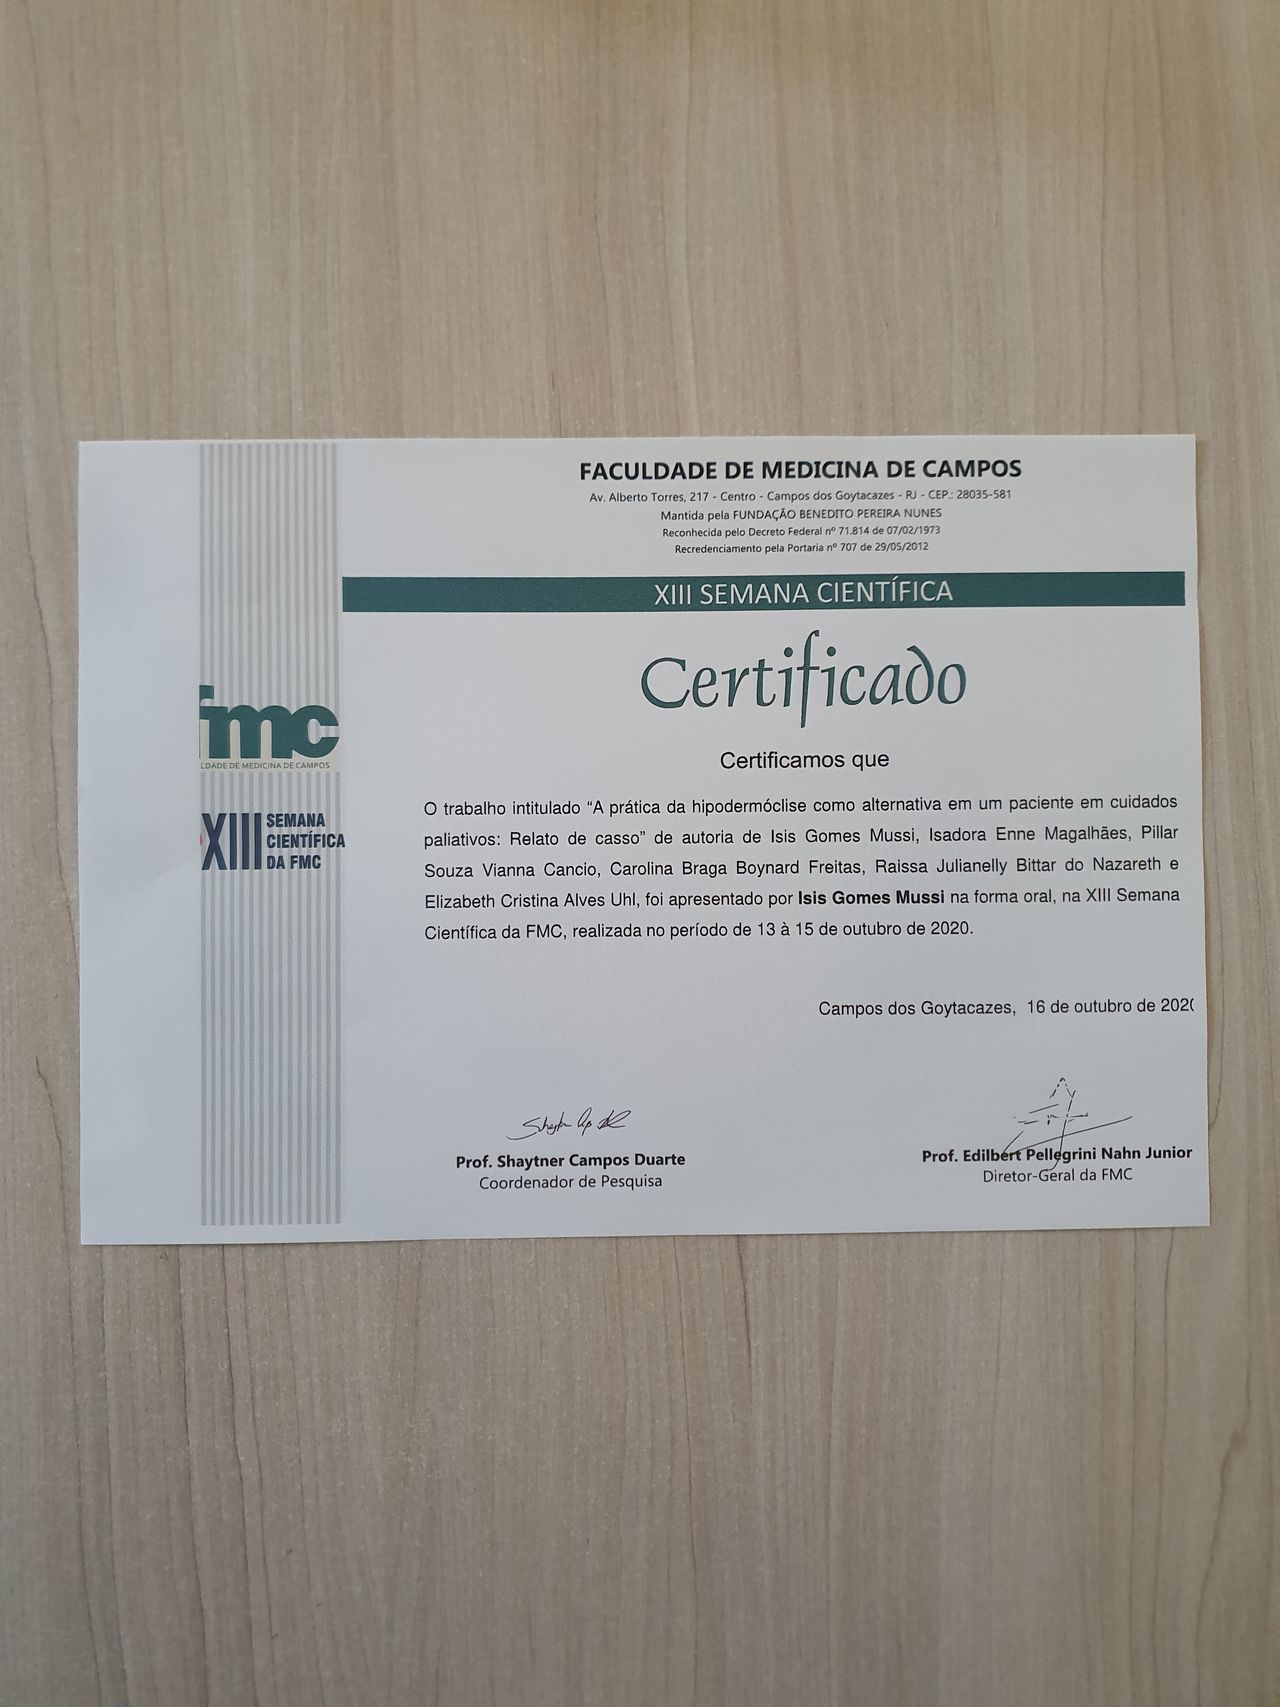 FACULDADE DE MEDICINA DE CAMPOS
Av. Alberto Torres, 217 - Centro - Campos dos Goytacazes - RJ - CEP.: 28035-581
Mantida pela FUNDAÇÃO BENEDITO PEREIRA NUNES
Reconhecida pelo Decreto Federal nº 71.814 de 07/02/1973
Recredenciamento pela Portaria nº 707 de 29/05/2012
XIII SEMANA CIENTÍFICA
Certificado
fmc
LDADE DE MEDICINA DE CAMPOS
XIII SEMANA
CIENTÍFICA
DA FMC
Certificamos que
O trabalho intitulado “A prática da hipodermóclise como alternativa em um paciente em cuidados
paliativos: Relato de casso” de autoria de Isis Gomes Mussi, Isadora Enne Magalhães, Pillar
Souza Vianna Cancio, Carolina Braga Boynard Freitas, Raissa Julianelly Bittar do Nazareth e
Elizabeth Cristina Alves Uhl, foi apresentado por Isis Gomes Mussi na forma oral, na XIII Semana
Científica da FMC, realizada no período de 13 à 15 de outubro de 2020.
Campos dos Goytacazes, 16 de outubro de 2020
Prof. Shaytner Campos Duarte
Coordenador de Pesquisa
Prof. Edilbert Pellegrini Nahn Junior
Diretor-Geral da FMC